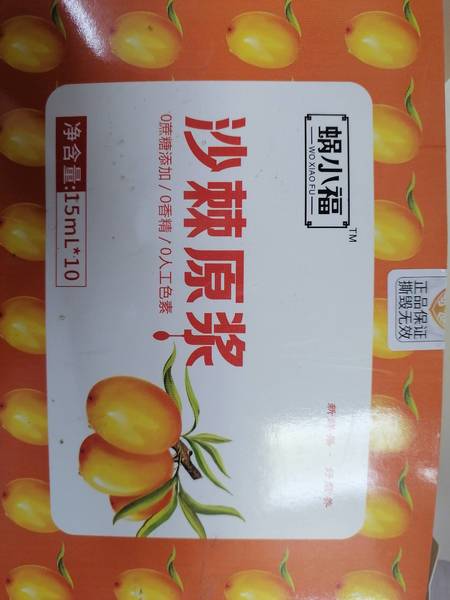 蜗小福
TM
WO XIAO FU
沙棘原浆
0蔗糖添加/0香精/0人工色素
净含量:15mL*10
正品保证
撕毁无效